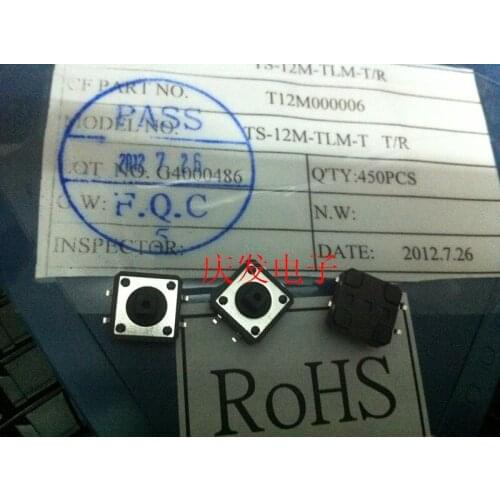 TS-12M-TLM-T/R
CF PART NO. T12M000006
MODEL NO. TS-12M-TLM-T T/R
LOT NO. G4000486 Q'TY:450PCS
G.W: N.W:
INSPECTOR: DATE: 2012.7.26
PASS
2012 7 26
F.Q.C
5
庆发电子
RoHS